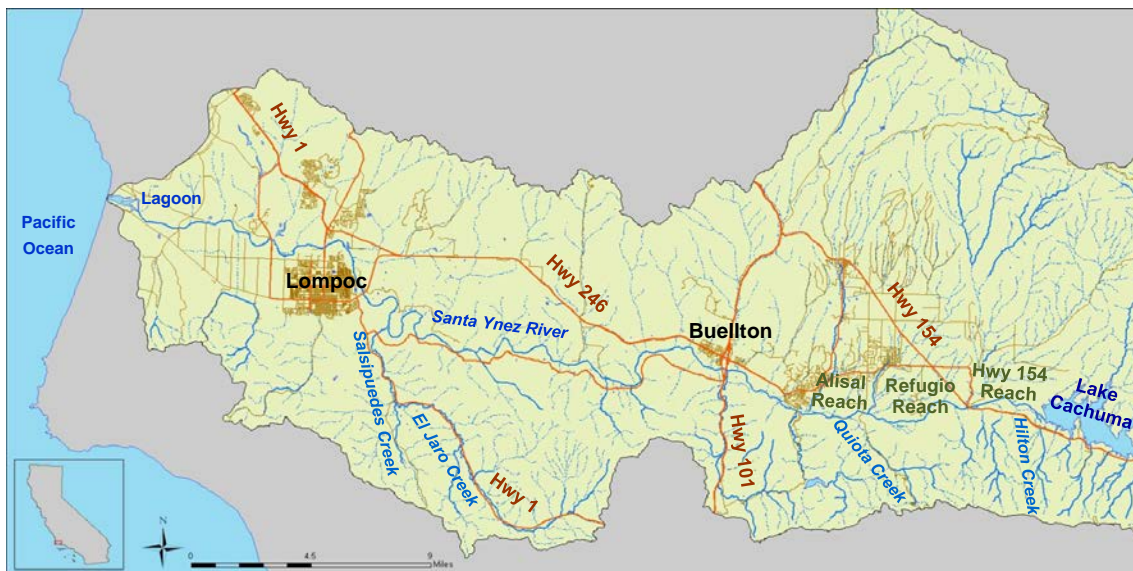 Hwy 1
Lagoon
Pacific
Ocean
Lompoc
Hwy 246
Santa Ynez River
Buellton
Hwy 154
Alisal
Reach
Refugio
Reach
Hwy 154
Reach
Lake
Cachuma
Salsipuedes Creek
El Jaro Creek
Hwy 1
Hwy 101
Quiota Creek
Hilton Creek
N
0 4.5 9
Miles